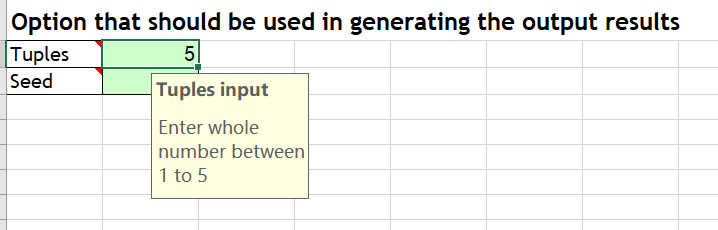 Option that should be used in generating the output results
Tuples 5
Seed
Tuples input
Enter whole
number between
1 to 5